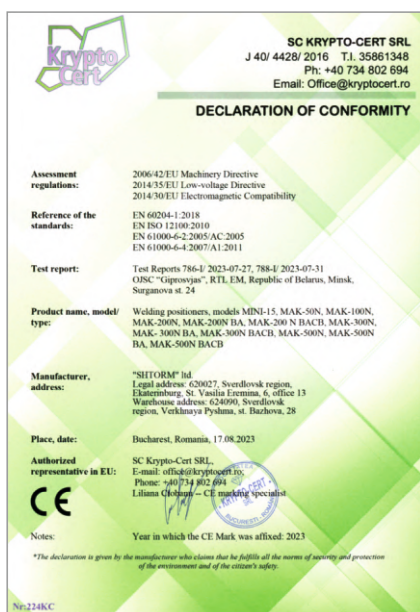 Krypto
Cert
SC KRYPTO-CERT SRL
J 40/ 4428/ 2016 T.I. 35861348
Ph: +40 734 802 694
Email: Office@kryptocert.ro
DECLARATION OF CONFORMITY
Assessment regulations:
2006/42/EU Machinery Directive
2014/35/EU Low-voltage Directive
2014/30/EU Electromagnetic Compatibility
Reference of the standards:
EN 60204-1:2018
EN ISO 12100:2010
EN 61000-6-2:2005/AC:2005
EN 61000-6-4:2007/A1:2011
Test report:
Test Reports 786-I/ 2023-07-27, 788-I/ 2023-07-31
OJSC "Giprosvjas", RTL EM, Republic of Belarus, Minsk,
Surganova st. 24
Product name, model/ type:
Welding positioners, models MINI-15, MAK-50N, MAK-100N,
MAK-200N, MAK-200N BA, MAK-200 N BACB, MAK-300N,
MAK- 300N BA, MAK-300N BACB, MAK-500N, MAK-500N
BA, MAK-500N BACB
Manufacturer, address:
"SHTORM" ltd.
Legal address: 620027, Sverdlovsk region,
Ekaterinburg, St. Vasilia Eremina, 6, office 13
Warehouse address: 624090, Sverdlovsk
region, Verkhnaya Pyshma, st. Bazhova, 28
Place, date:
Bucharest, Romania, 17.08.2023
Authorized representative in EU:
SC Krypto-Cert SRL,
E-mail: office@kryptocert.ro;
Phone: +40 734 802 694
Liliana Ciobanu – CE marking specialist
KRYPTO CERT
CE
Notes:
Year in which the CE Mark was affixed: 2023
*The declaration is given by the manufacturer who claims that he fulfills all the norms of security and protection
of the environment and of the citizen's safety.
Nr:224KC